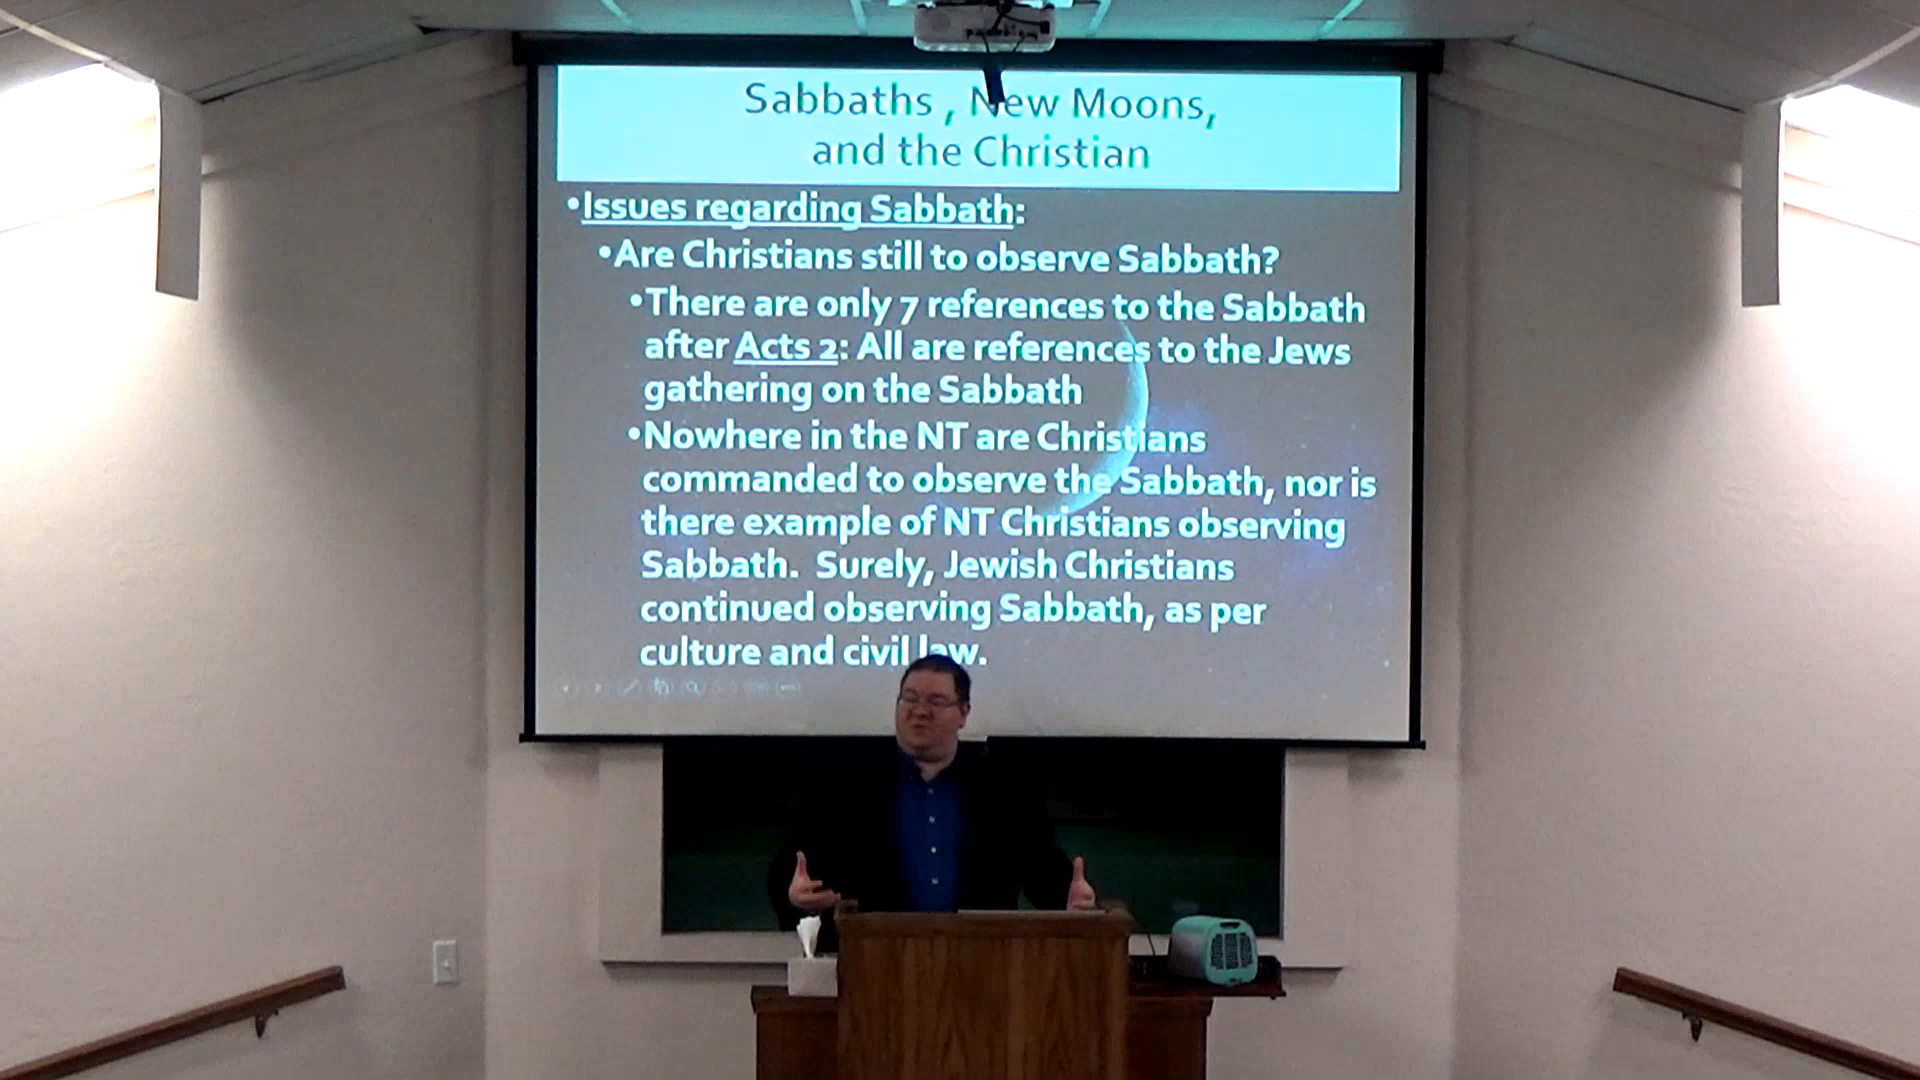 Sabbaths , New Moons,
and the Christian
•Issues regarding Sabbath:
•Are Christians still to observe Sabbath?
•There are only 7 references to the Sabbath
after Acts 2: All are references to the Jews
gathering on the Sabbath
•Nowhere in the NT are Christians
commanded to observe the Sabbath, nor is
there example of NT Christians observing
Sabbath. Surely, Jewish Christians
continued observing Sabbath, as per
culture and civil law.